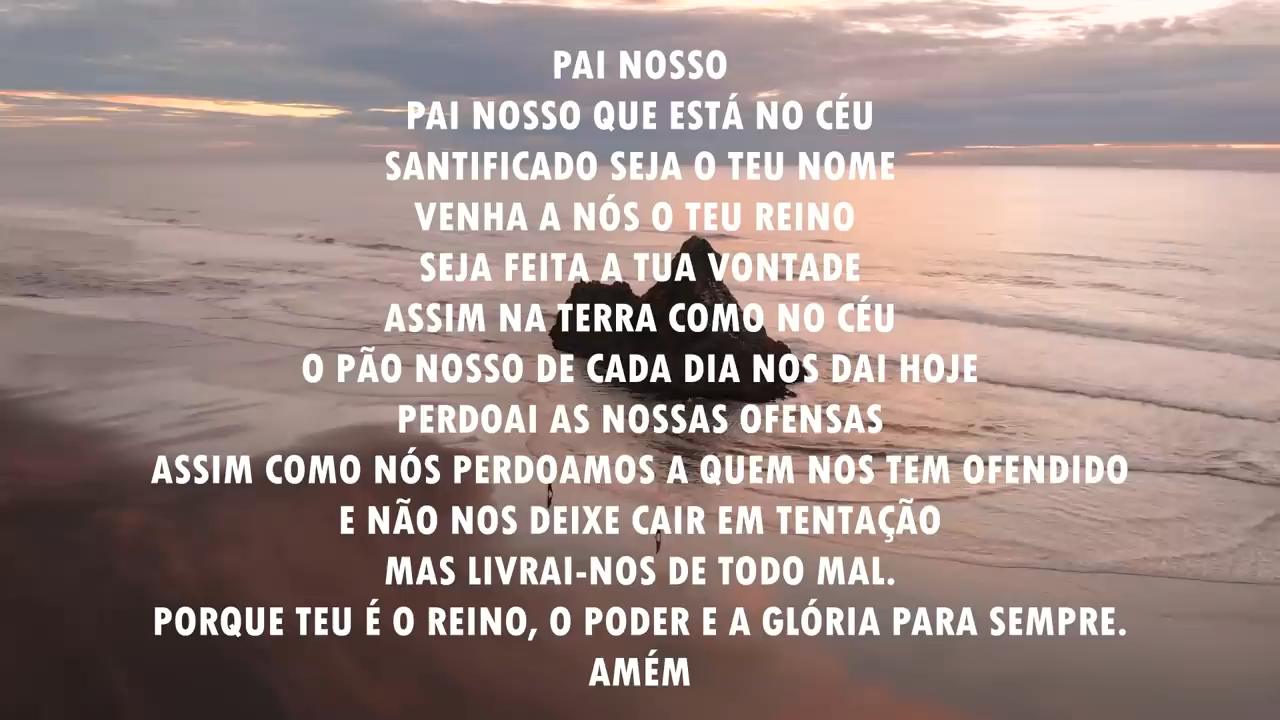 PAI NOSSO
PAI NOSSO QUE ESTÁ NO CÉU
SANTIFICADO SEJA O TEU NOME
VENHA A NÓS O TEU REINO
SEJA FEITA A TUA VONTADE
ASSIM NA TERRA COMO NO CÉU
O PÃO NOSSO DE CADA DIA NOS DAI HOJE
PERDOAI AS NOSSAS OFENSAS
ASSIM COMO NÓS PERDOAMOS A QUEM NOS TEM OFENDIDO
E NÃO NOS DEIXE CAIR EM TENTAÇÃO
MAS LIVRAI-NOS DE TODO MAL.
PORQUE TEU É O REINO, O PODER E A GLÓRIA PARA SEMPRE.
AMÉM